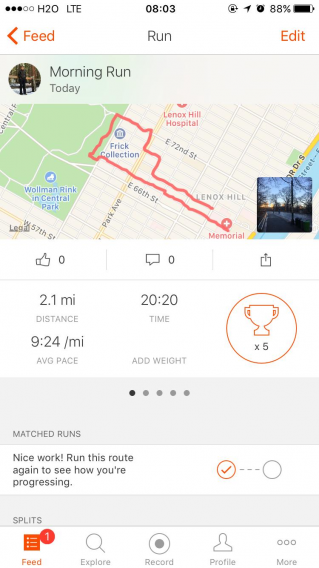 H2O LTE 08:03 88%
Feed Run Edit
Morning Run
Today
Central P
Lenox Hill
Hospital
Frick
Collection
E 72nd St
Wollman Rink
in Central
Park
E 66th St
LENOX HILL
Park Ave
W 57th St
Legal
Memorial
DR Dr S
0 0
2.1 mi 20:20
DISTANCE TIME
x 5
9:24 /mi
AVG PACE ADD WEIGHT
MATCHED RUNS
Nice work! Run this route
again to see how you're
progressing.
SPLITS
1
Feed Explore Record Profile More